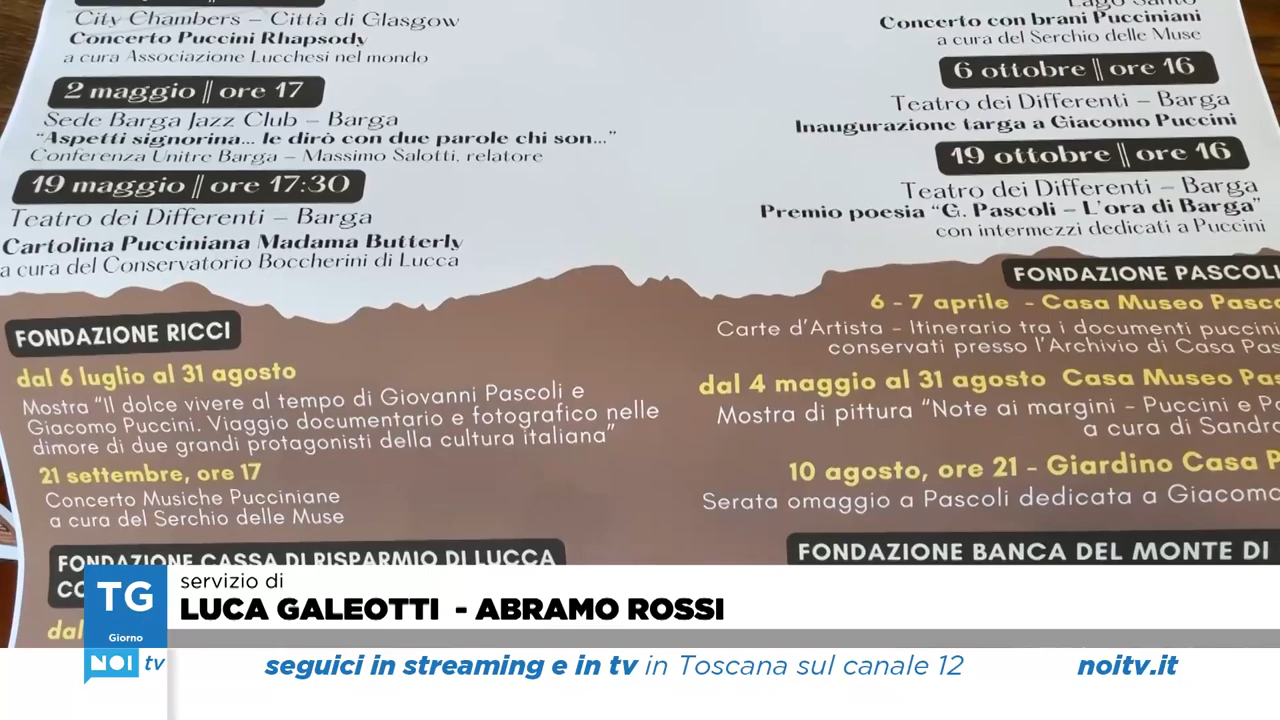 City Chambers – Città di Glasgow
Concerto Puccini Rhapsody
a cura Associazione Lucchesi nel mondo
2 maggio || ore 17
Sede Barga Jazz Club – Barga
“Aspetti signorina... le dirò con due parole chi son...”
Conferenza Unitre Barga – Massimo Salotti, relatore
19 maggio || ore 17:30
Teatro dei Differenti – Barga
Cartolina Pucciniana Madama Butterly
a cura del Conservatorio Boccherini di Lucca
Lago Santo
Concerto con brani Pucciniani
a cura del Serchio delle Muse
6 ottobre || ore 16
Teatro dei Differenti – Barga
Inaugurazione targa a Giacomo Puccini
19 ottobre || ore 16
Teatro dei Differenti – Barga
Premio poesia “G. Pascoli – L'ora di Barga”
con intermezzi dedicati a Puccini
FONDAZIONE RICCI
dal 6 luglio al 31 agosto
Mostra “Il dolce vivere al tempo di Giovanni Pascoli e
Giacomo Puccini. Viaggio documentario e fotografico nelle
dimore di due grandi protagonisti della cultura italiana”
21 settembre, ore 17
Concerto Musiche Pucciniane
a cura del Serchio delle Muse
FONDAZIONE CASSA DI RISPARMIO DI LUCCA
CO
dal
FONDAZIONE PASCOLI
6 - 7 aprile - Casa Museo Pasco
Carte d'Artista - Itinerario tra i documenti puccini
conservati presso l'Archivio di Casa Pas
dal 4 maggio al 31 agosto Casa Museo Pas
Mostra di pittura “Note ai margini - Puccini e Pa
a cura di Sandra
10 agosto, ore 21 - Giardino Casa P
Serata omaggio a Pascoli dedicata a Giacomo
FONDAZIONE BANCA DEL MONTE DI
TG
Giorno
NOI tv
servizio di
LUCA GALEOTTI - ABRAMO ROSSI
seguici in streaming e in tv in Toscana sul canale 12
noitv.it